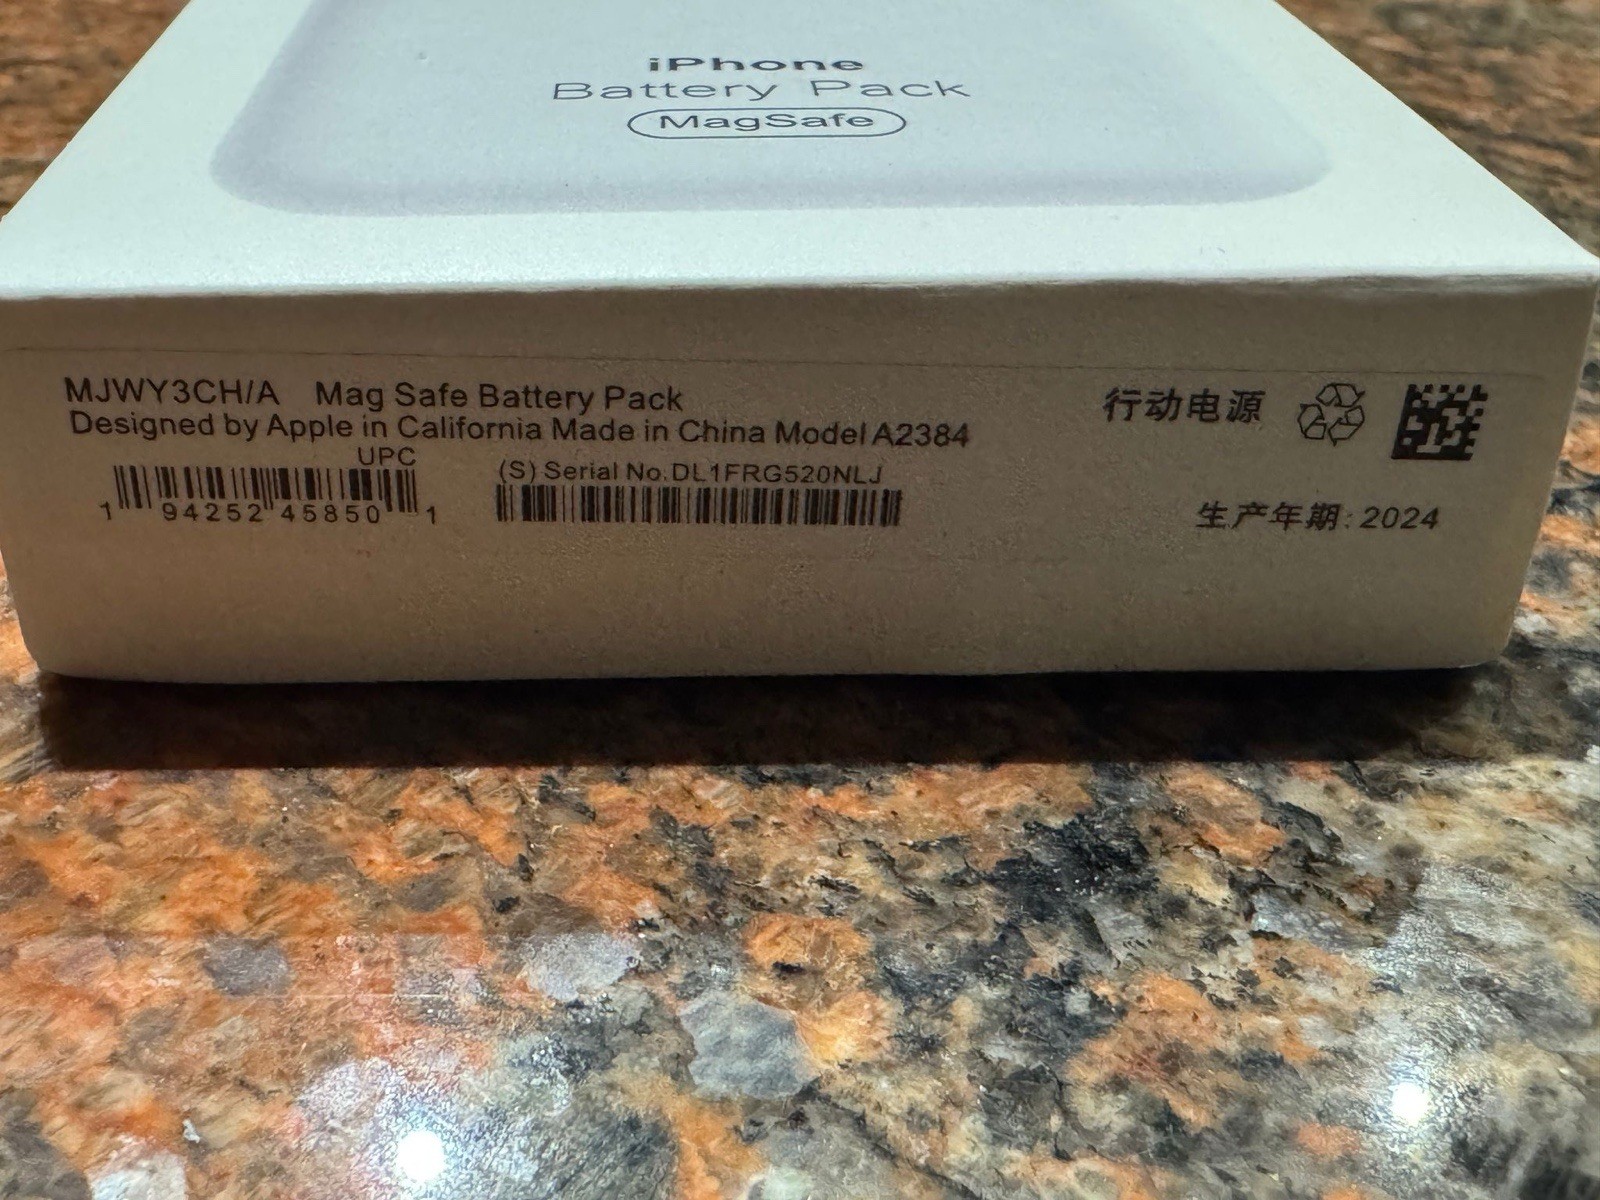 iPhone
Battery Pack
MagSafe
MJWY3CH/A Mag Safe Battery Pack
Designed by Apple in California Made in China Model A2384
UPC
1 94252 45850 1
(S) Serial No.DL1FRG520NLJ
行动电源
生产年期: 2024